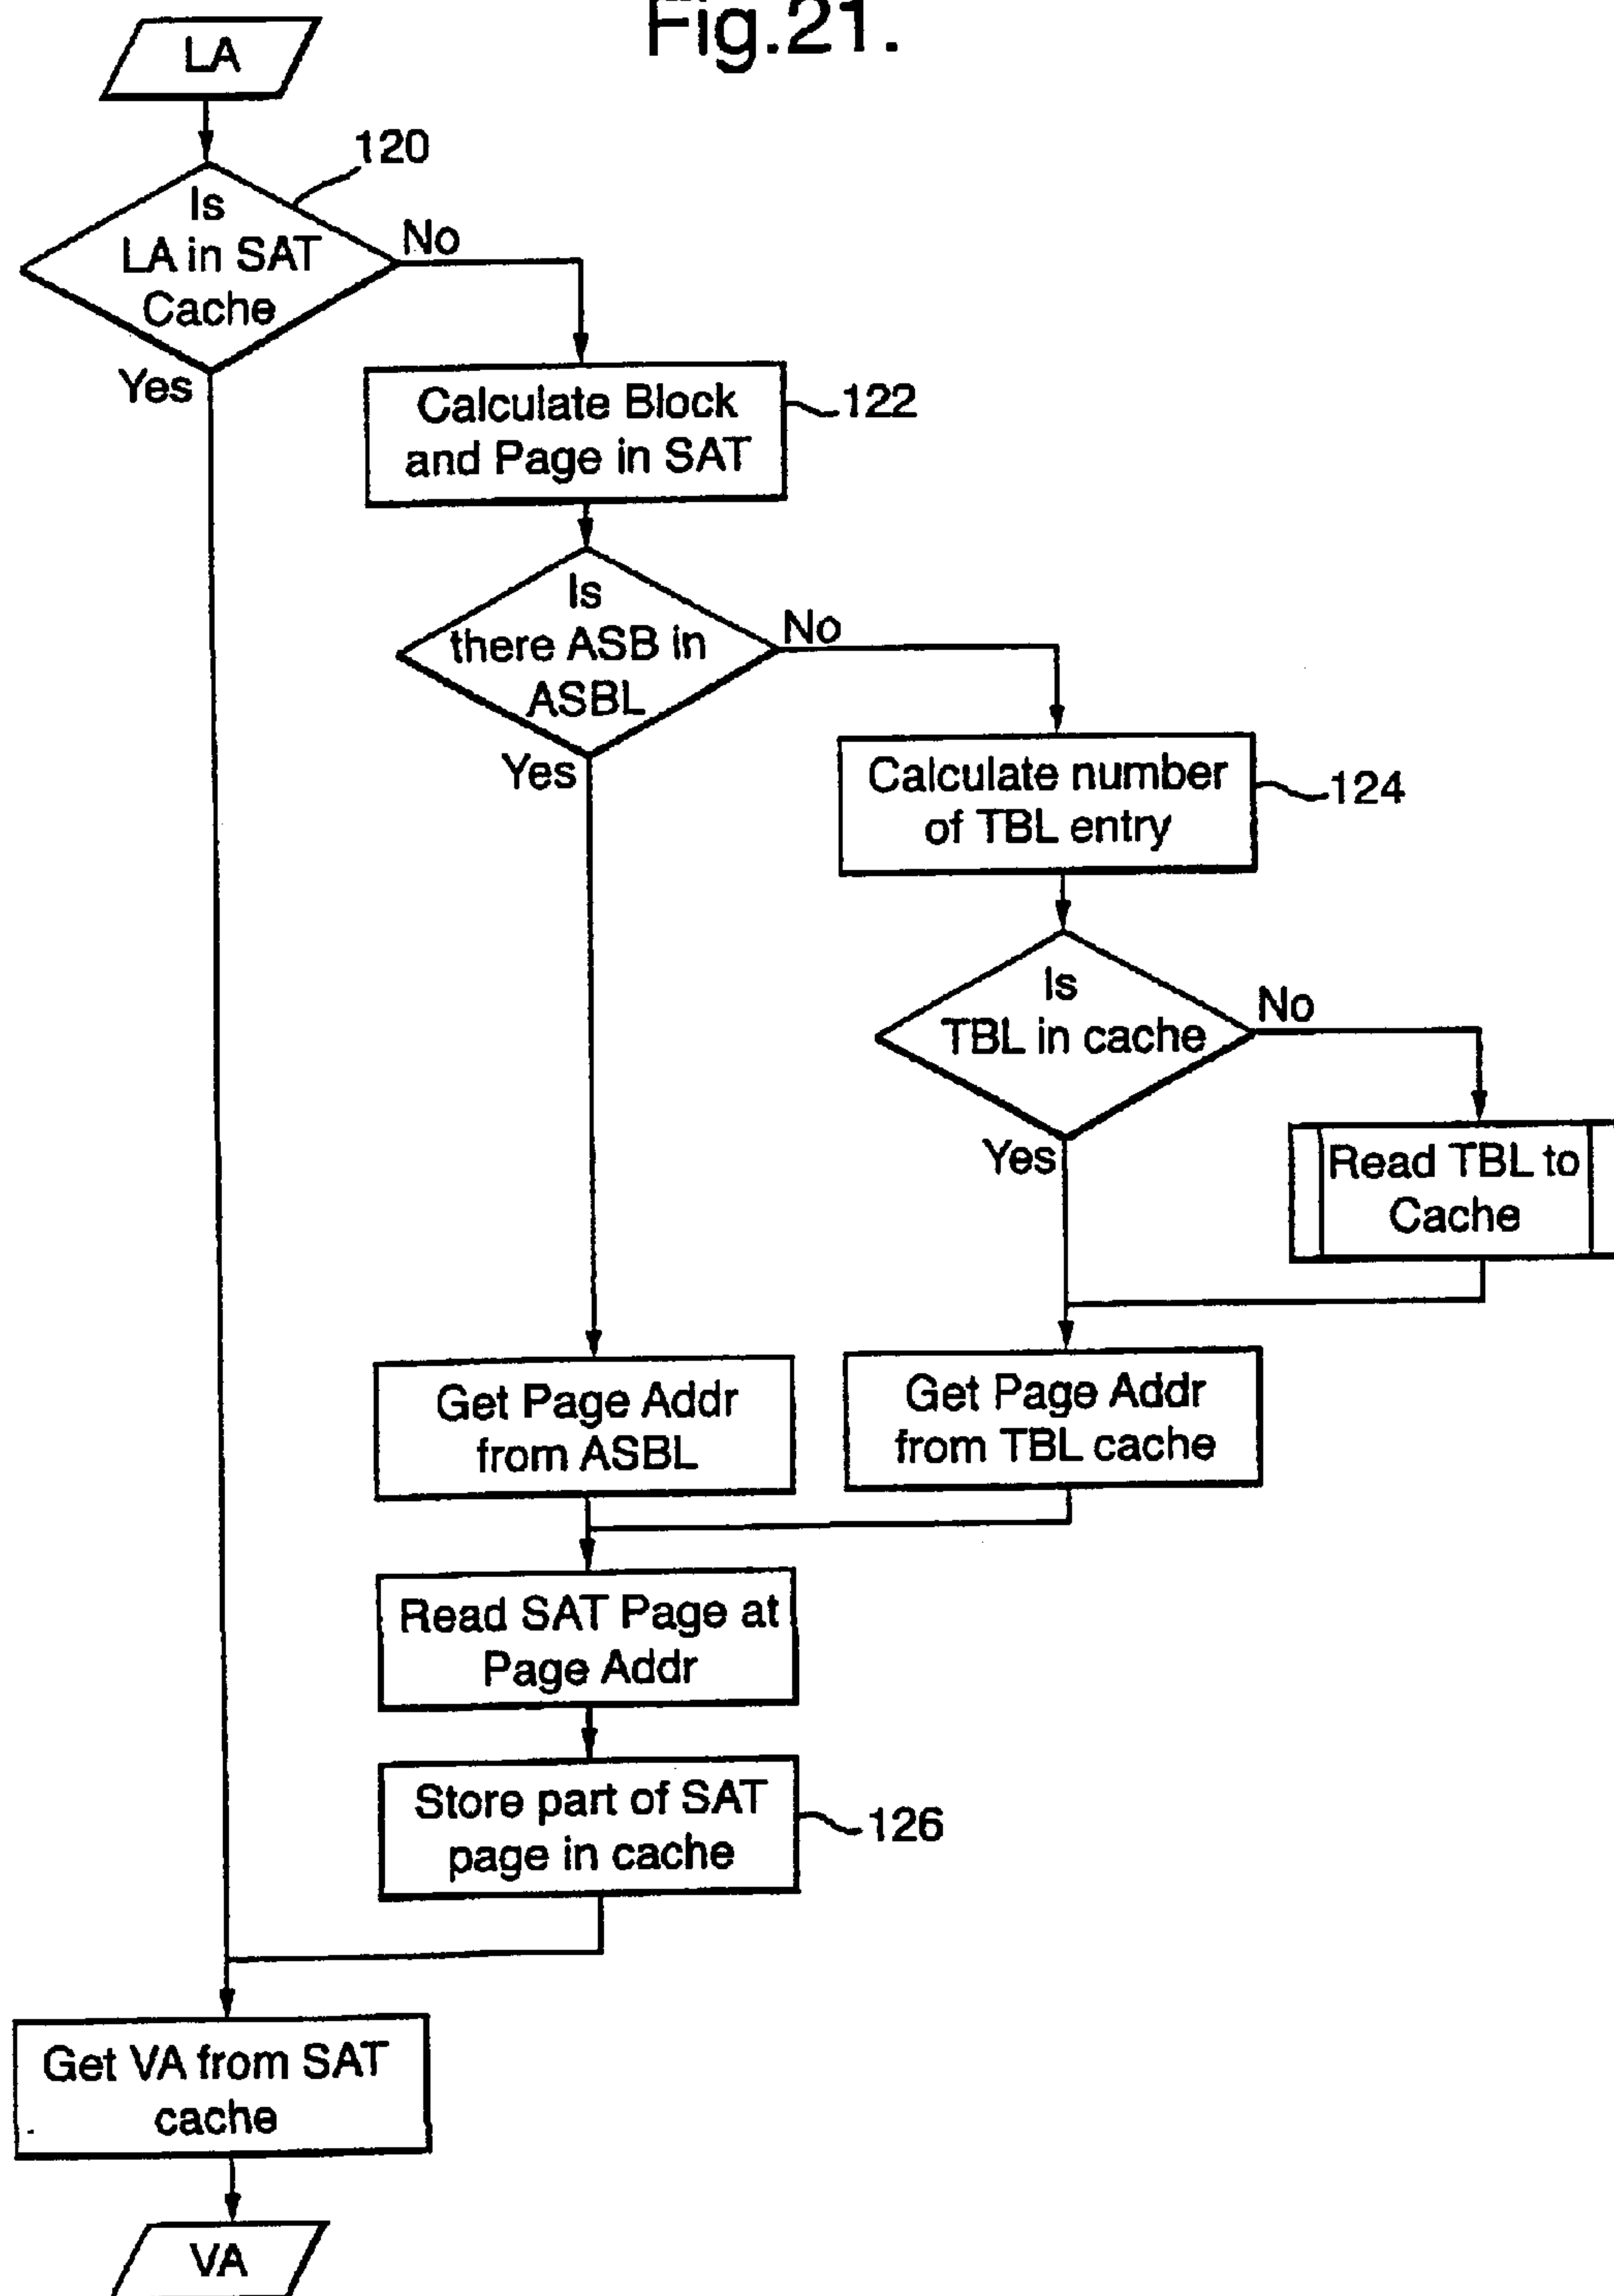 Fig.21.
LA
120
Is
LA in SAT
Cache
No
Yes
Calculate Block
and Page in SAT
122
Is
there ASB in
ASBL
No
Yes
Calculate number
of TBL entry
124
Is
TBL in cache
No
Yes
Read TBL to
Cache
Get Page Addr
from ASBL
Get Page Addr
from TBL cache
Read SAT Page at
Page Addr
Store part of SAT
page in cache
126
Get VA from SAT
cache
VA